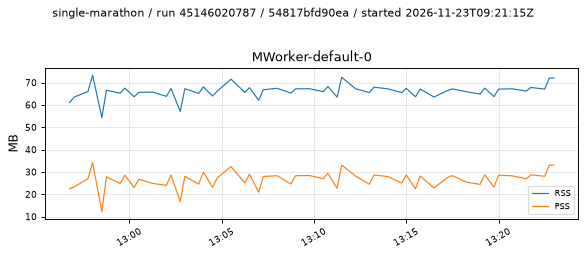 single-marathon / run 45146020787 / 54817bfd90ea / started 2026-11-23T09:21:15Z
MWorker-default-0
MB
70
60
50
40
30
20
10
13:00
13:05
13:10
13:15
13:20
RSS
PSS